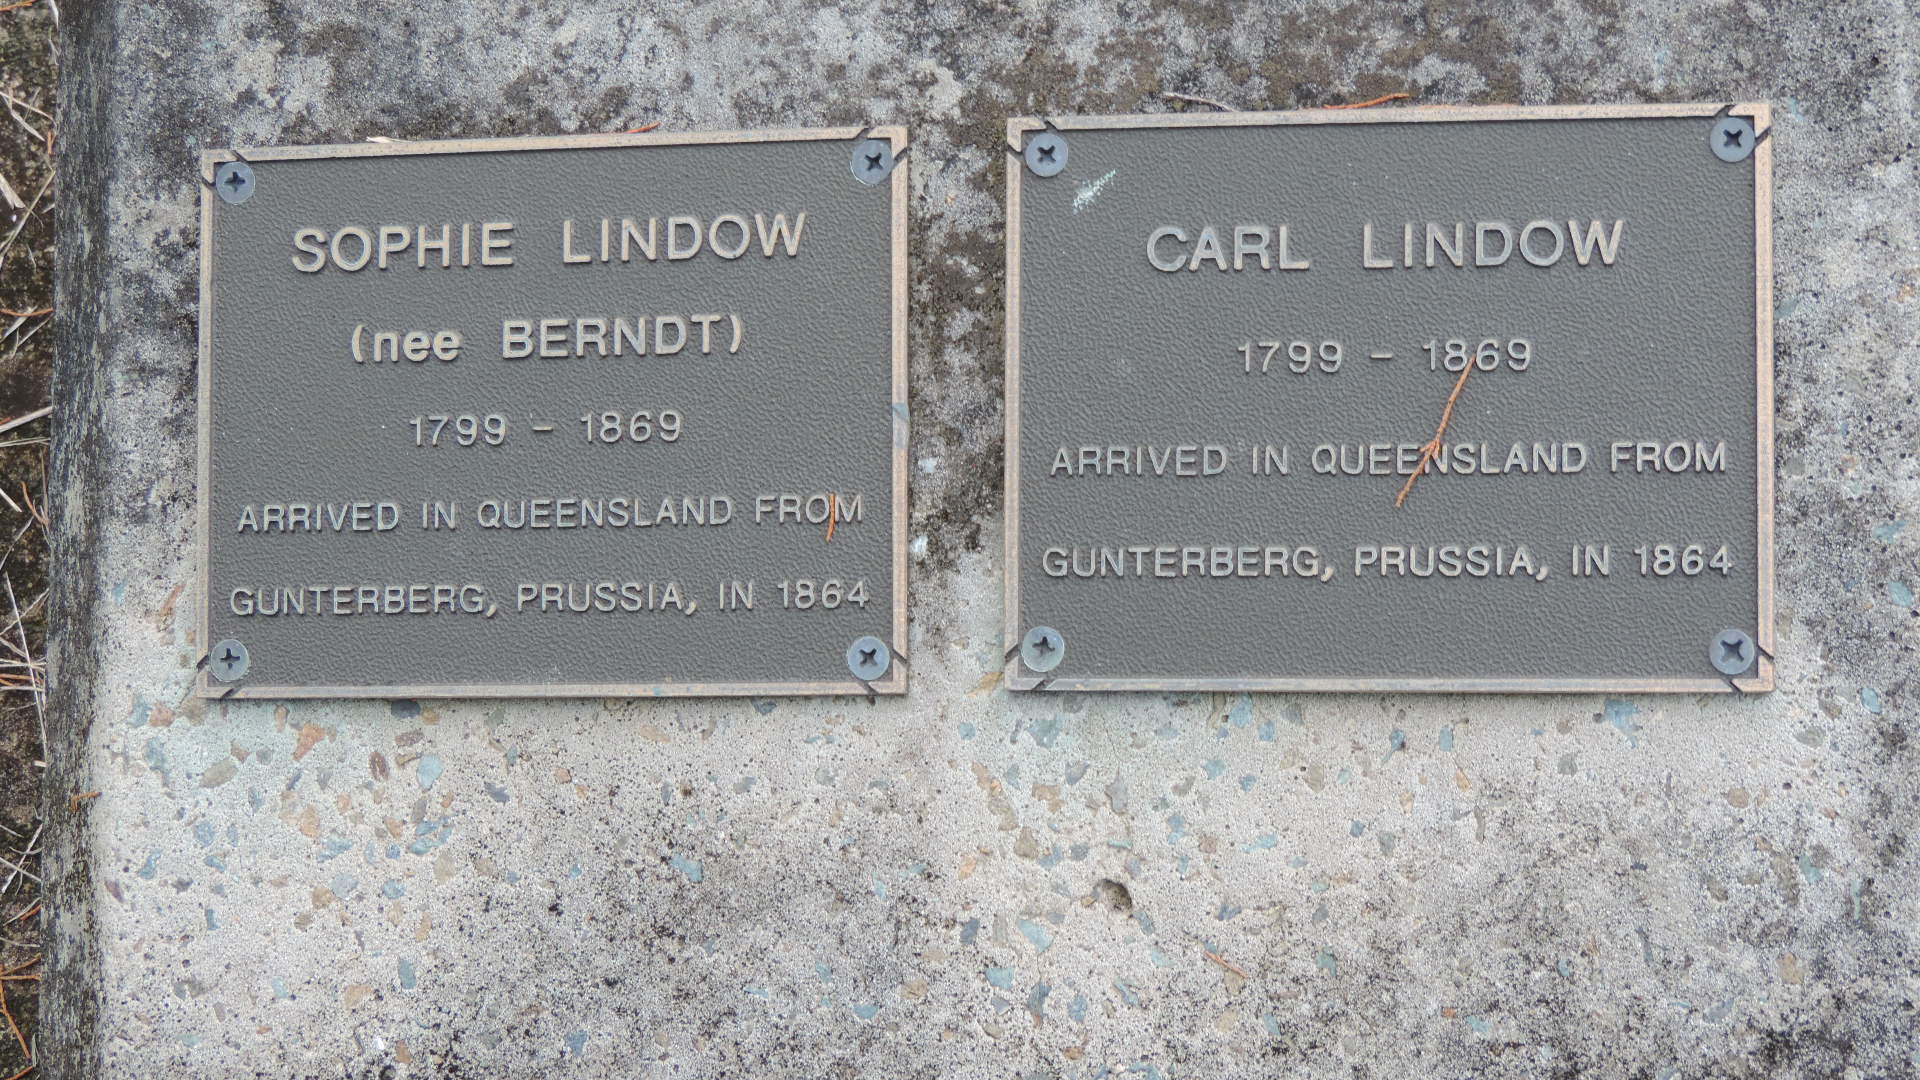 SOPHIE LINDOW
(nee BERNDT)
1799 - 1869
ARRIVED IN QUEENSLAND FROM
GUNTERBERG, PRUSSIA, IN 1864
CARL LINDOW
1799 - 1869
ARRIVED IN QUEENSLAND FROM
GUNTERBERG, PRUSSIA, IN 1864